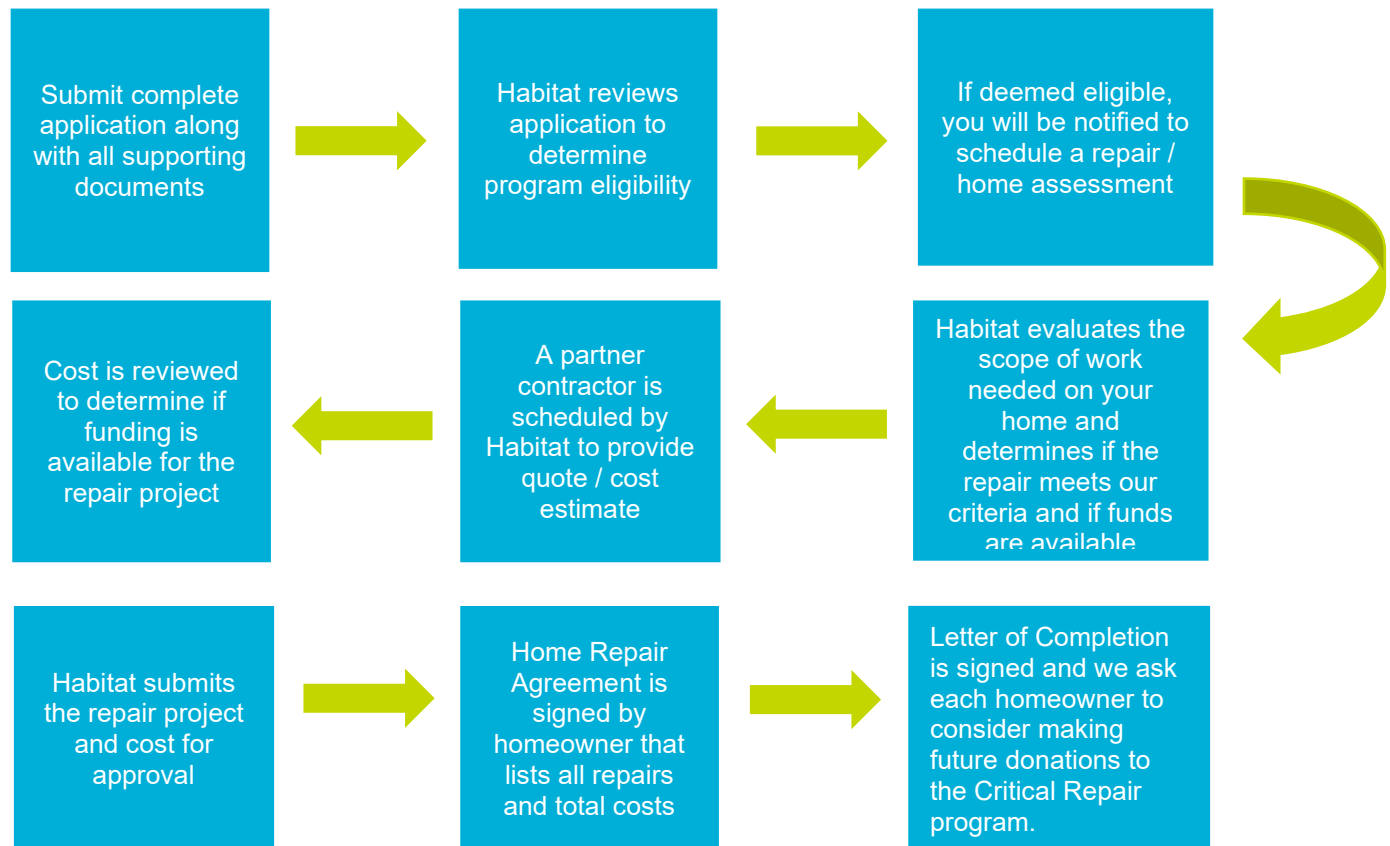 Submit complete
application along
with all supporting
documents
Habitat reviews
application to
determine
program eligibility
If deemed eligible,
you will be notified to
schedule a repair /
home assessment
Habitat evaluates the
scope of work
needed on your
home and
determines if the
repair meets our
criteria and if funds
are available
A partner
contractor is
scheduled by
Habitat to provide
quote / cost
estimate
Cost is reviewed
to determine if
funding is
available for the
repair project
Habitat submits
the repair project
and cost for
approval
Home Repair
Agreement is
signed by
homeowner that
lists all repairs
and total costs
Letter of Completion
is signed and we ask
each homeowner to
consider making
future donations to
the Critical Repair
program.